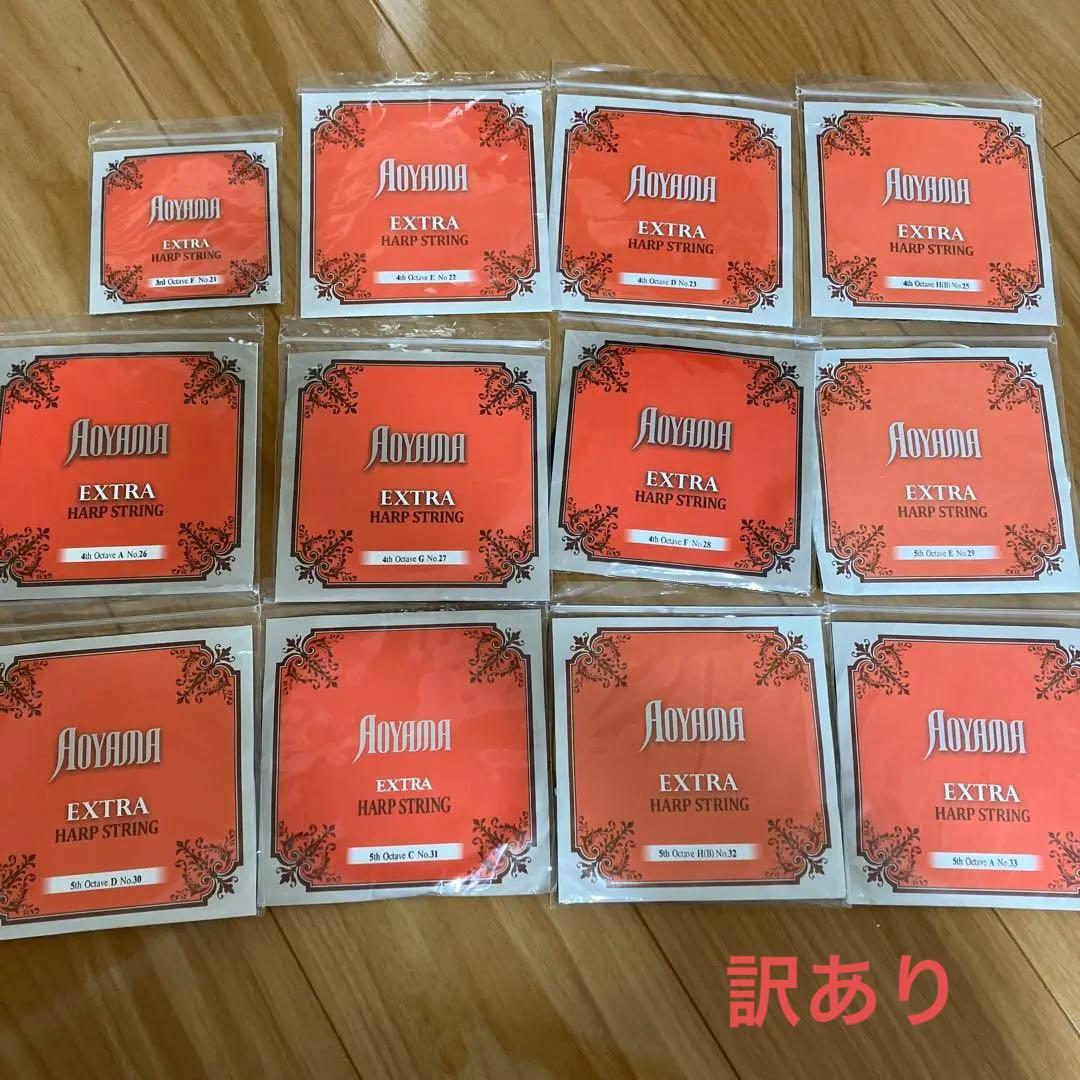 AOYAMA
EXTRA
HARP STRING
3rd Octave F No.21
AOYAMA
EXTRA
HARP STRING
4th Octave E No.22
AOYAMA
EXTRA
HARP STRING
4th Octave D No.23
AOYAMA
EXTRA
HARP STRING
4th Octave H(B) No.25
AOYAMA
EXTRA
HARP STRING
4th Octave A No.26
AOYAMA
EXTRA
HARP STRING
4th Octave G No.27
AOYAMA
EXTRA
HARP STRING
4th Octave F No.28
AOYAMA
EXTRA
HARP STRING
5th Octave E No.29
AOYAMA
EXTRA
HARP STRING
5th Octave D No.30
AOYAMA
EXTRA
HARP STRING
5th Octave C No.31
AOYAMA
EXTRA
HARP STRING
5th Octave H(B) No.32
AOYAMA
EXTRA
HARP STRING
5th Octave A No.33
訳あり